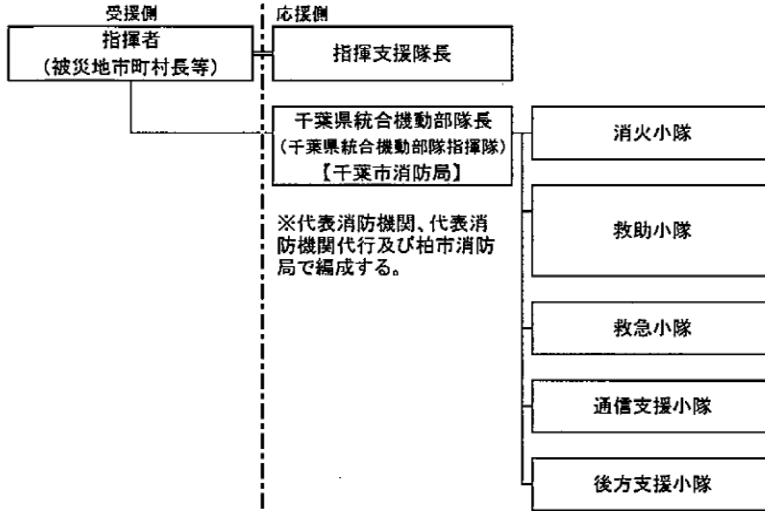 受援側
応援側
指揮者
（被災地市町村長等）
指揮支援隊長
千葉県統合機動部隊長
（千葉県統合機動部隊指揮隊）
【千葉市消防局】
※代表消防機関、代表消
防機関代行及び柏市消防
局で編成する。
消火小隊
救助小隊
救急小隊
通信支援小隊
後方支援小隊